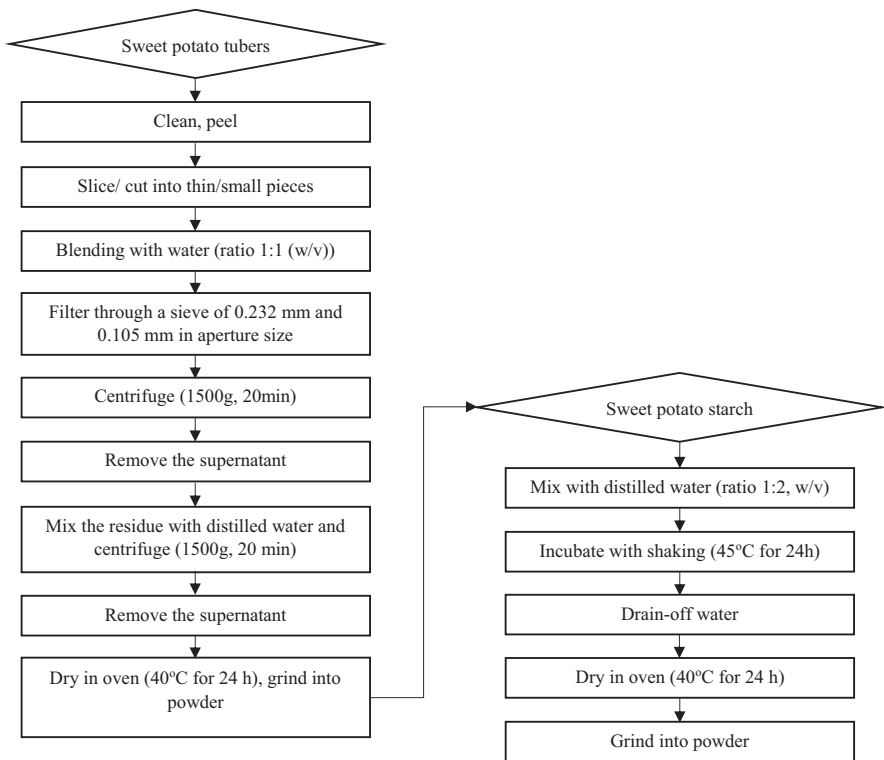 Sweet potato tubers
Clean, peel
Slice/ cut into thin/small pieces
Blending with water (ratio 1:1 (w/v))
Filter through a sieve of 0.232 mm and
0.105 mm in aperture size
Centrifuge (1500g, 20min)
Remove the supernatant
Mix the residue with distilled water and
centrifuge (1500g, 20 min)
Remove the supernatant
Dry in oven (40ºC for 24 h), grind into
powder
Sweet potato starch
Mix with distilled water (ratio 1:2, w/v)
Incubate with shaking (45ºC for 24h)
Drain-off water
Dry in oven (40ºC for 24 h)
Grind into powder